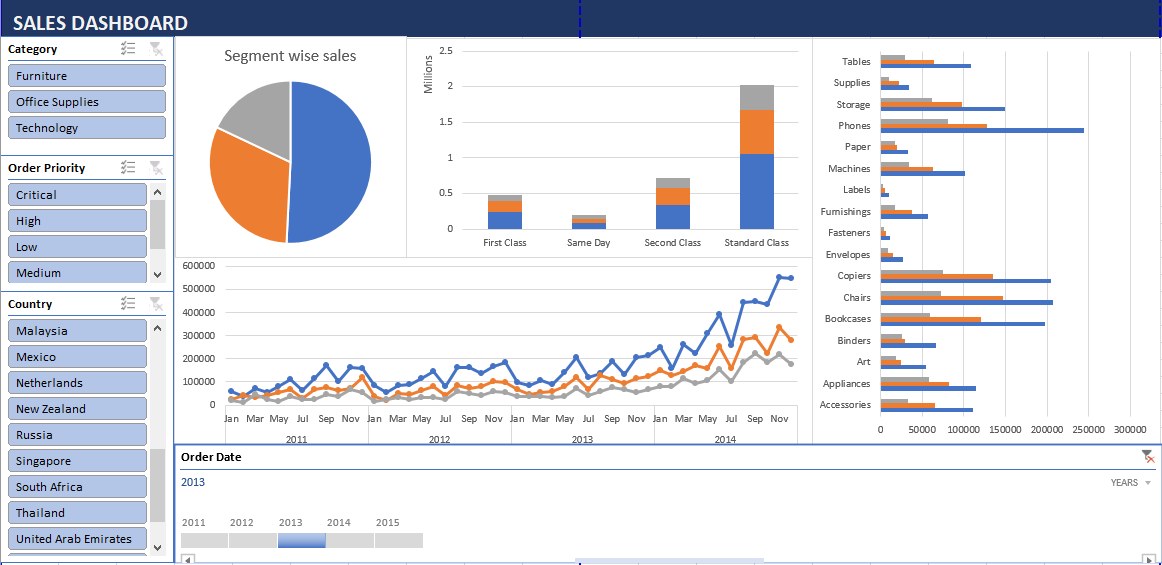 SALES DASHBOARD
Category
Furniture
Office Supplies
Technology
Order Priority
Critical
High
Low
Medium
Country
Malaysia
Mexico
Netherlands
New Zealand
Russia
Singapore
South Africa
Thailand
United Arab Emirates
Segment wise sales
Millions
2.5
2
1.5
1
0.5
0
First Class Same Day Second Class Standard Class
600000
500000
400000
300000
200000
100000
0
Jan Mar May Jul Sep Nov Jan Mar May Jul Sep Nov Jan Mar May Jul Sep Nov Jan Mar May Jul Sep Nov
2011 2012 2013 2014
Tables
Supplies
Storage
Phones
Paper
Machines
Labels
Furnishings
Fasteners
Envelopes
Copiers
Chairs
Bookcases
Binders
Art
Appliances
Accessories
0 50000 100000 150000 200000 250000 300000
Order Date
2013 YEARS
2011 2012 2013 2014 2015